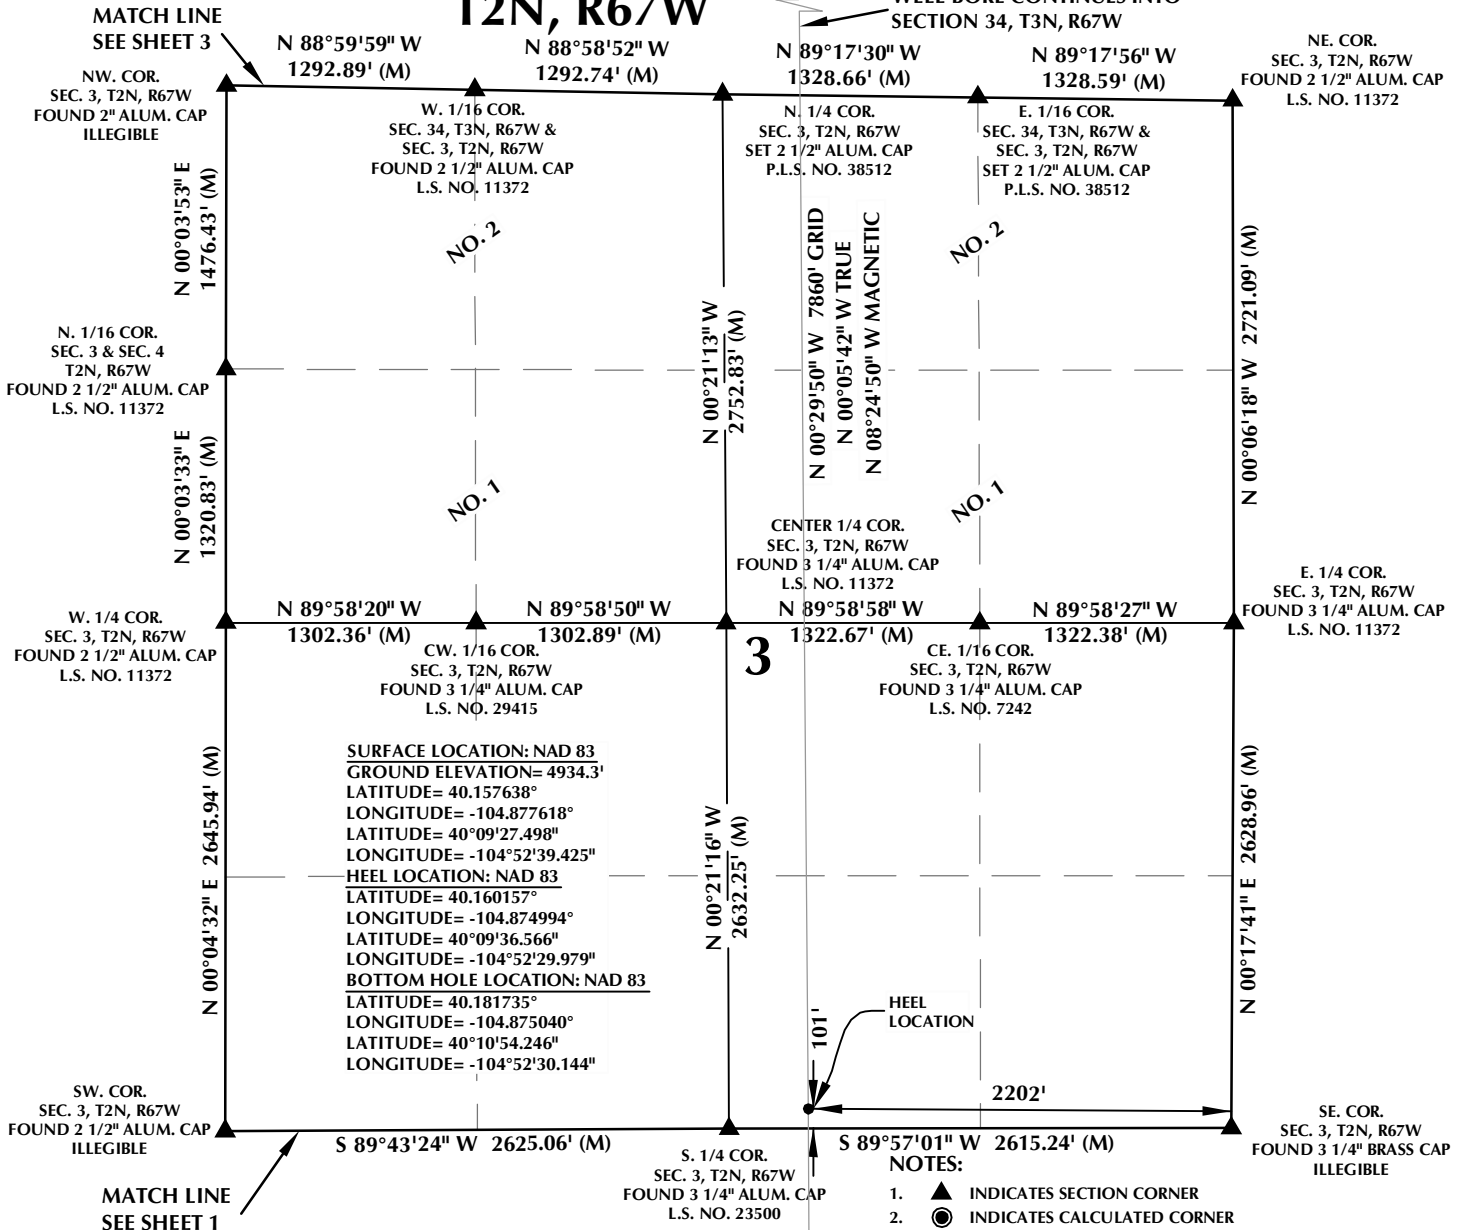 MATCH LINE
SEE SHEET 3
T2N, R67W
WELL BORE CONTINUES INTO
SECTION 34, T3N, R67W
N 88°59'59" W
1292.89' (M)
N 88°58'52" W
1292.74' (M)
N 89°17'30" W
1328.66' (M)
N 89°17'56" W
1328.59' (M)
NE. COR.
SEC. 3, T2N, R67W
FOUND 2 1/2" ALUM. CAP
L.S. NO. 11372
NW. COR.
SEC. 3, T2N, R67W
FOUND 2" ALUM. CAP
ILLEGIBLE
W. 1/16 COR.
SEC. 34, T3N, R67W &
SEC. 3, T2N, R67W
FOUND 2 1/2" ALUM. CAP
L.S. NO. 11372
N. 1/4 COR.
SEC. 3, T2N, R67W
SET 2 1/2" ALUM. CAP
P.L.S. NO. 38512
E. 1/16 COR.
SEC. 34, T3N, R67W &
SEC. 3, T2N, R67W
SET 2 1/2" ALUM. CAP
P.L.S. NO. 38512
N 00°03'53" E
1476.43' (M)
NO. 2
NO. 2
N 00°29'50" W 7860' GRID
N 00°05'42" W TRUE
N 08°24'50" W MAGNETIC
N 00°21'13" W
2752.83' (M)
N 00°06'18" W 2721.09' (M)
N. 1/16 COR.
SEC. 3 & SEC. 4
T2N, R67W
FOUND 2 1/2" ALUM. CAP
L.S. NO. 11372
N 00°03'33" E
1320.83' (M)
NO. 1
NO. 1
CENTER 1/4 COR.
SEC. 3, T2N, R67W
FOUND 3 1/4" ALUM. CAP
L.S. NO. 11372
E. 1/4 COR.
SEC. 3, T2N, R67W
FOUND 3 1/4" ALUM. CAP
L.S. NO. 11372
W. 1/4 COR.
SEC. 3, T2N, R67W
FOUND 2 1/2" ALUM. CAP
L.S. NO. 11372
N 89°58'20" W
1302.36' (M)
N 89°58'50" W
1302.89' (M)
N 89°58'58" W
1322.67' (M)
N 89°58'27" W
1322.38' (M)
3
CW. 1/16 COR.
SEC. 3, T2N, R67W
FOUND 3 1/4" ALUM. CAP
L.S. NO. 29415
CE. 1/16 COR.
SEC. 3, T2N, R67W
FOUND 3 1/4" ALUM. CAP
L.S. NO. 7242
N 00°04'32" E 2645.94' (M)
SURFACE LOCATION: NAD 83
GROUND ELEVATION= 4934.3'
LATITUDE= 40.157638°
LONGITUDE= -104.877618°
LATITUDE= 40°09'27.498"
LONGITUDE= -104°52'39.425"
HEEL LOCATION: NAD 83
LATITUDE= 40.160157°
LONGITUDE= -104.874994°
LATITUDE= 40°09'36.566"
LONGITUDE= -104°52'29.979"
BOTTOM HOLE LOCATION: NAD 83
LATITUDE= 40.181735°
LONGITUDE= -104.875040°
LATITUDE= 40°10'54.246"
LONGITUDE= -104°52'30.144"
N 00°21'16" W
2632.25' (M)
N 00°17'41" E 2628.96' (M)
101'
HEEL
LOCATION
2202'
SW. COR.
SEC. 3, T2N, R67W
FOUND 2 1/2" ALUM. CAP
ILLEGIBLE
S 89°43'24" W 2625.06' (M)
S 89°57'01" W 2615.24' (M)
SE. COR.
SEC. 3, T2N, R67W
FOUND 3 1/4" BRASS CAP
ILLEGIBLE
S. 1/4 COR.
SEC. 3, T2N, R67W
FOUND 3 1/4" ALUM. CAP
L.S. NO. 23500
MATCH LINE
SEE SHEET 1
NOTES:
1. INDICATES SECTION CORNER
2. INDICATES CALCULATED CORNER